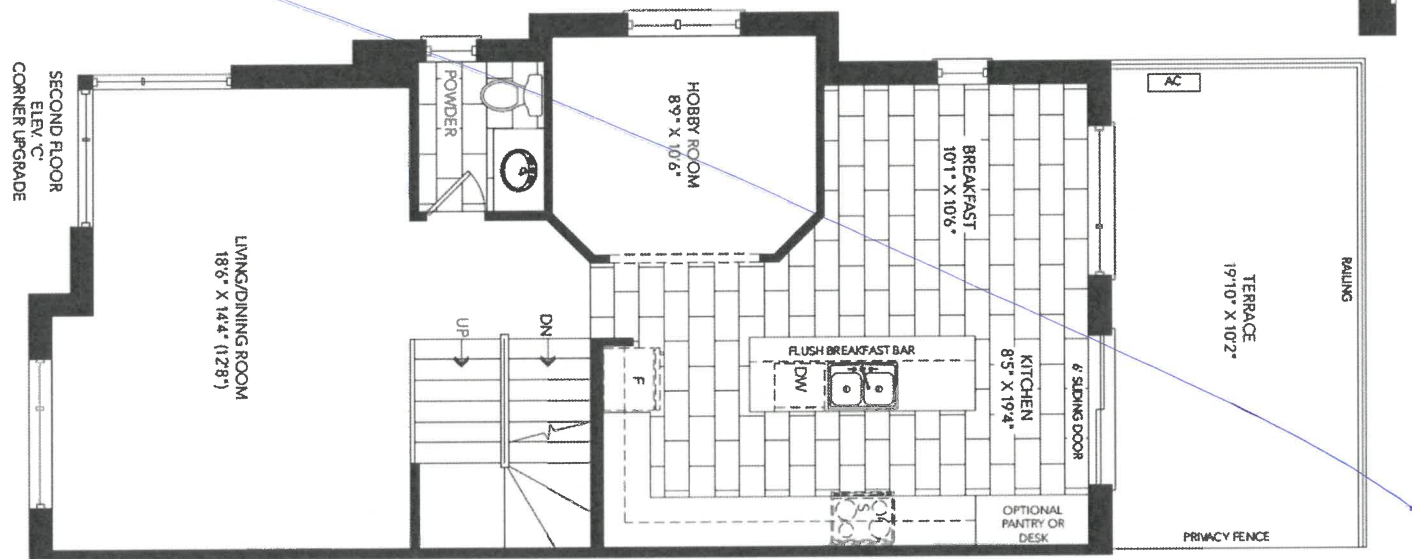 SECOND FLOOR
ELEV. 'C'
CORNER UPGRADE
LIVING/DINING ROOM
18'6" X 14'4" (12'8")
POWDER
HOBBY ROOM
8'9" X 10'6"
UP
DN
BREAKFAST
10'1" X 10'6"
F
FLUSH BREAKFAST BAR
DW
KITCHEN
8'5" X 19'4"
6' SLIDING DOOR
S
OPTIONAL
PANTRY OR
DESK
AC
TERRACE
19'10" X 10'2"
RAILING
PRIVACY FENCE